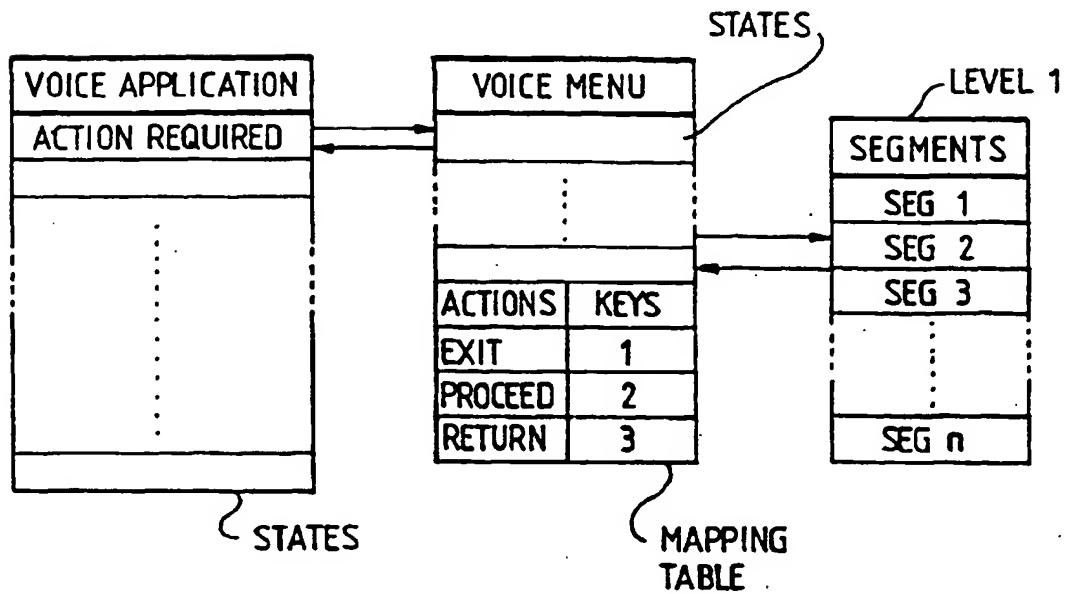 STATES
VOICE APPLICATION
VOICE MENU
LEVEL 1
ACTION REQUIRED
SEGMENTS
SEG 1
SEG 2
SEG 3
ACTIONS KEYS
EXIT 1
PROCEED 2
RETURN 3
SEG n
STATES
MAPPING
TABLE